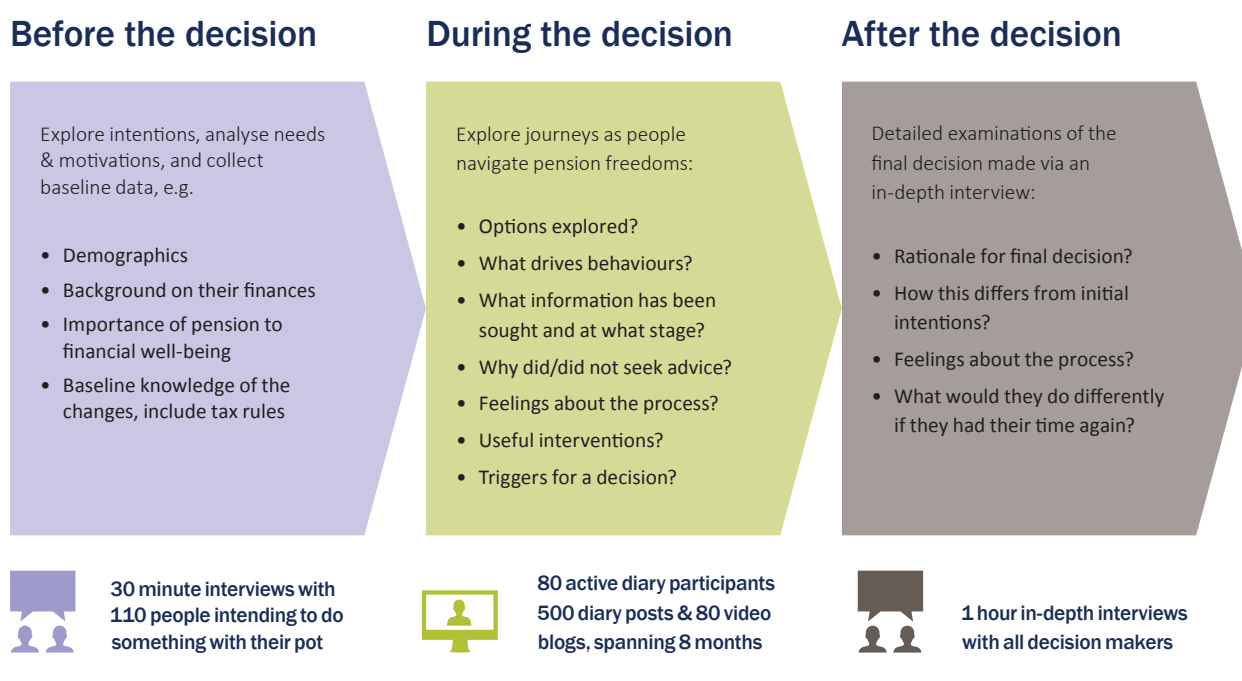 Before the decision
Explore intentions, analyse needs
& motivations, and collect
baseline data, e.g.
• Demographics
• Background on their finances
• Importance of pension to
financial well-being
• Baseline knowledge of the
changes, include tax rules
30 minute interviews with
110 people intending to do
something with their pot
During the decision
Explore journeys as people
navigate pension freedoms:
• Options explored?
• What drives behaviours?
• What information has been
sought and at what stage?
• Why did/did not seek advice?
• Feelings about the process?
• Useful interventions?
• Triggers for a decision?
80 active diary participants
500 diary posts & 80 video
blogs, spanning 8 months
After the decision
Detailed examinations of the
final decision made via an
in-depth interview:
• Rationale for final decision?
• How this differs from initial
intentions?
• Feelings about the process?
• What would they do differently
if they had their time again?
1 hour in-depth interviews
with all decision makers